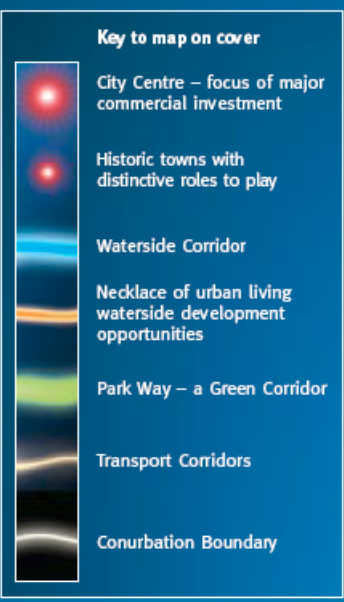 Key to map on cover
City Centre – focus of major
commercial investment
Historic towns with
distinctive roles to play
Waterside Corridor
Necklace of urban living
waterside development
opportunities
Park Way – a Green Corridor
Transport Corridors
Conurbation Boundary